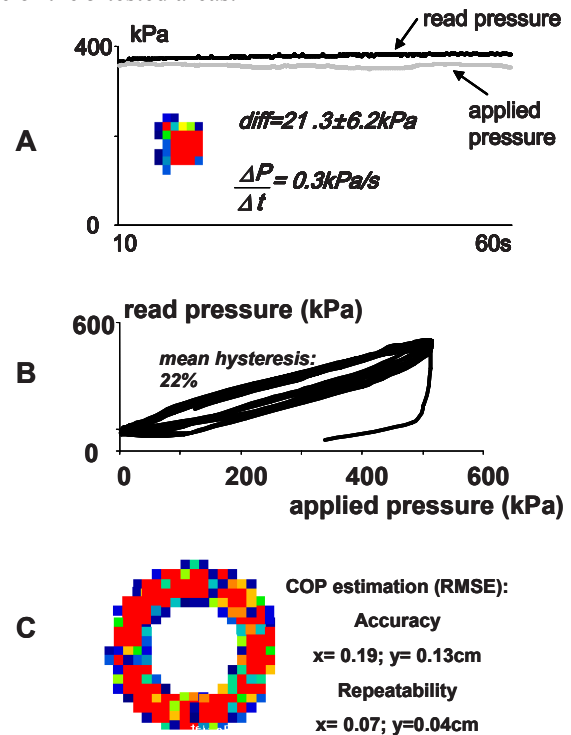 read pressure
400
kPa
applied
pressure
diff=21 .3±6.2kPa
A
ΔP
Δ t
= 0.3kPa/s
0
10
60s
read pressure (kPa)
600
mean hysteresis:
22%
B
0
0
200
400
600
applied pressure (kPa)
COP estimation (RMSE):
C
Accuracy
x= 0.19; y= 0.13cm
Repeatability
x= 0.07; y=0.04cm